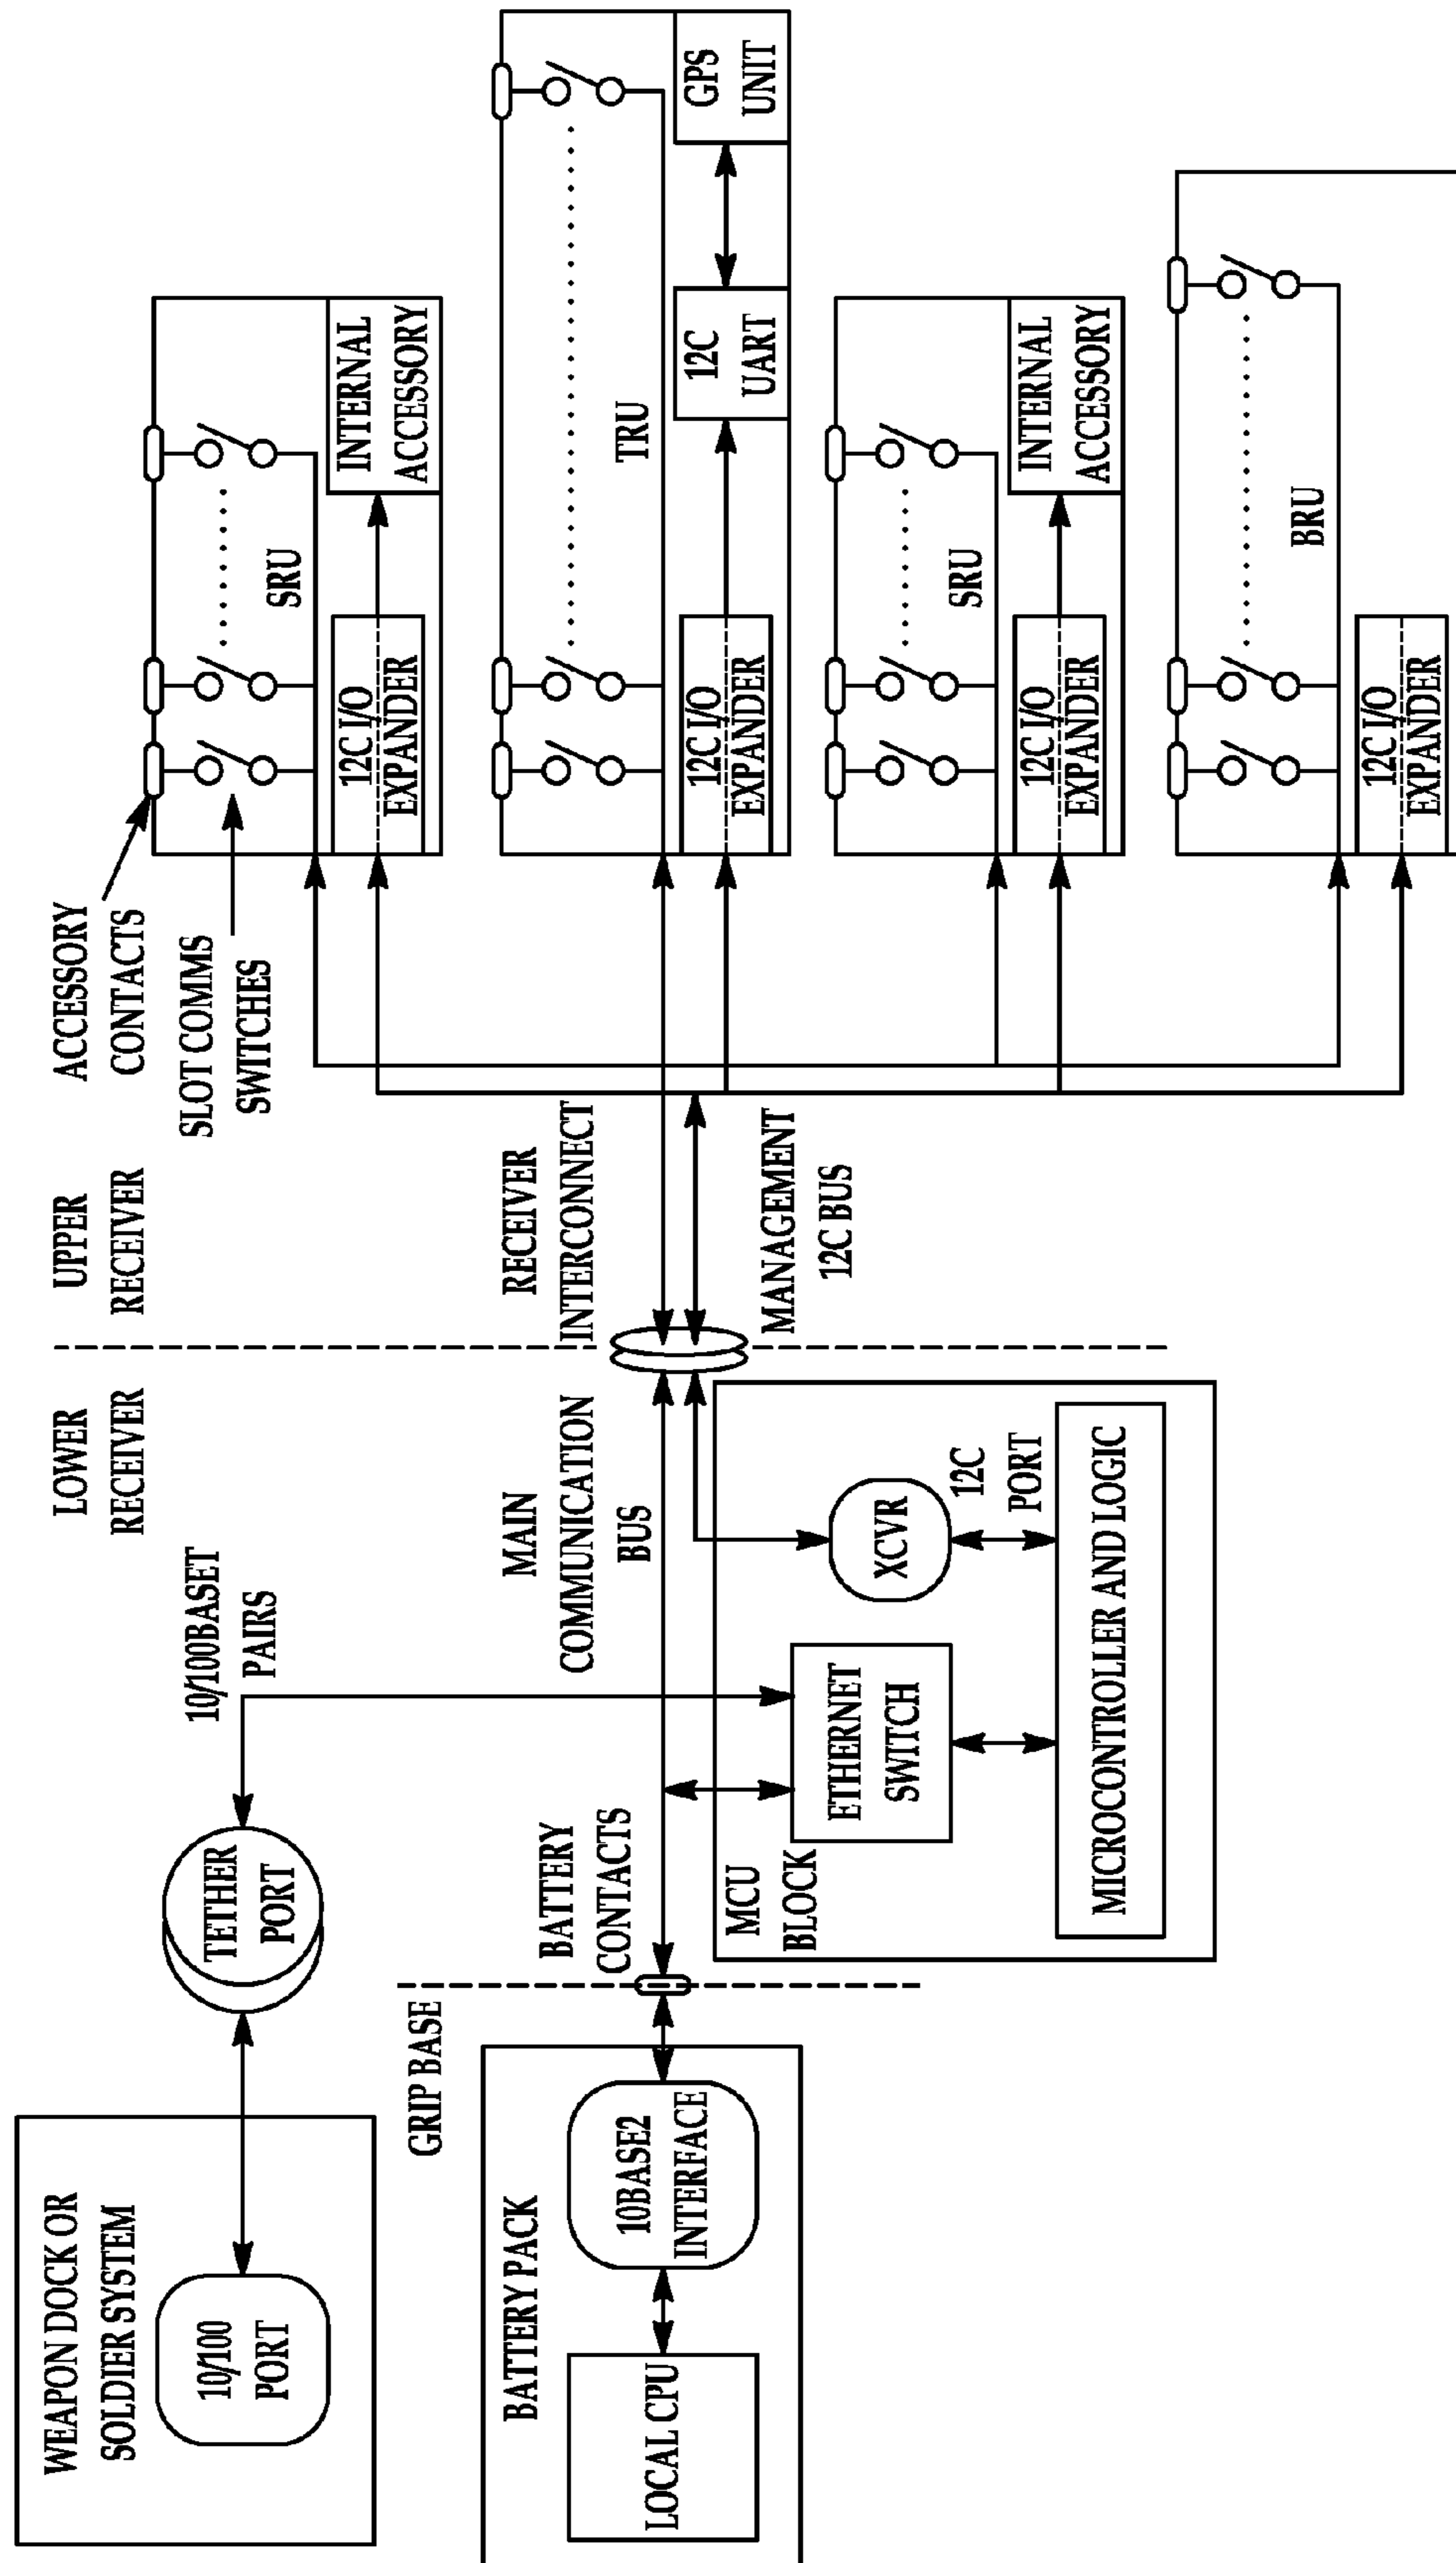 WEAPON DOCK OR
SOLDIER SYSTEM
10/100
PORT
TETHER
PORT
10/100BASET
PAIRS
LOWER
RECEIVER
UPPER
RECEIVER
ACCESSORY
CONTACTS
SLOT COMMS
SWITCHES
SRU
12C I/O
EXPANDER
INTERNAL
ACCESSORY
GRIP BASE
BATTERY PACK
LOCAL CPU
10BASE2
INTERFACE
BATTERY
CONTACTS
MAIN
COMMUNICATION
BUS
RECEIVER
INTERCONNECT
MANAGEMENT
12C BUS
TRU
12C I/O
EXPANDER
12C
UART
GPS
UNIT
MCU
BLOCK
ETHERNET
SWITCH
XCVR
12C
PORT
MICROCONTROLLER AND LOGIC
SRU
12C I/O
EXPANDER
INTERNAL
ACCESSORY
BRU
12C I/O
EXPANDER